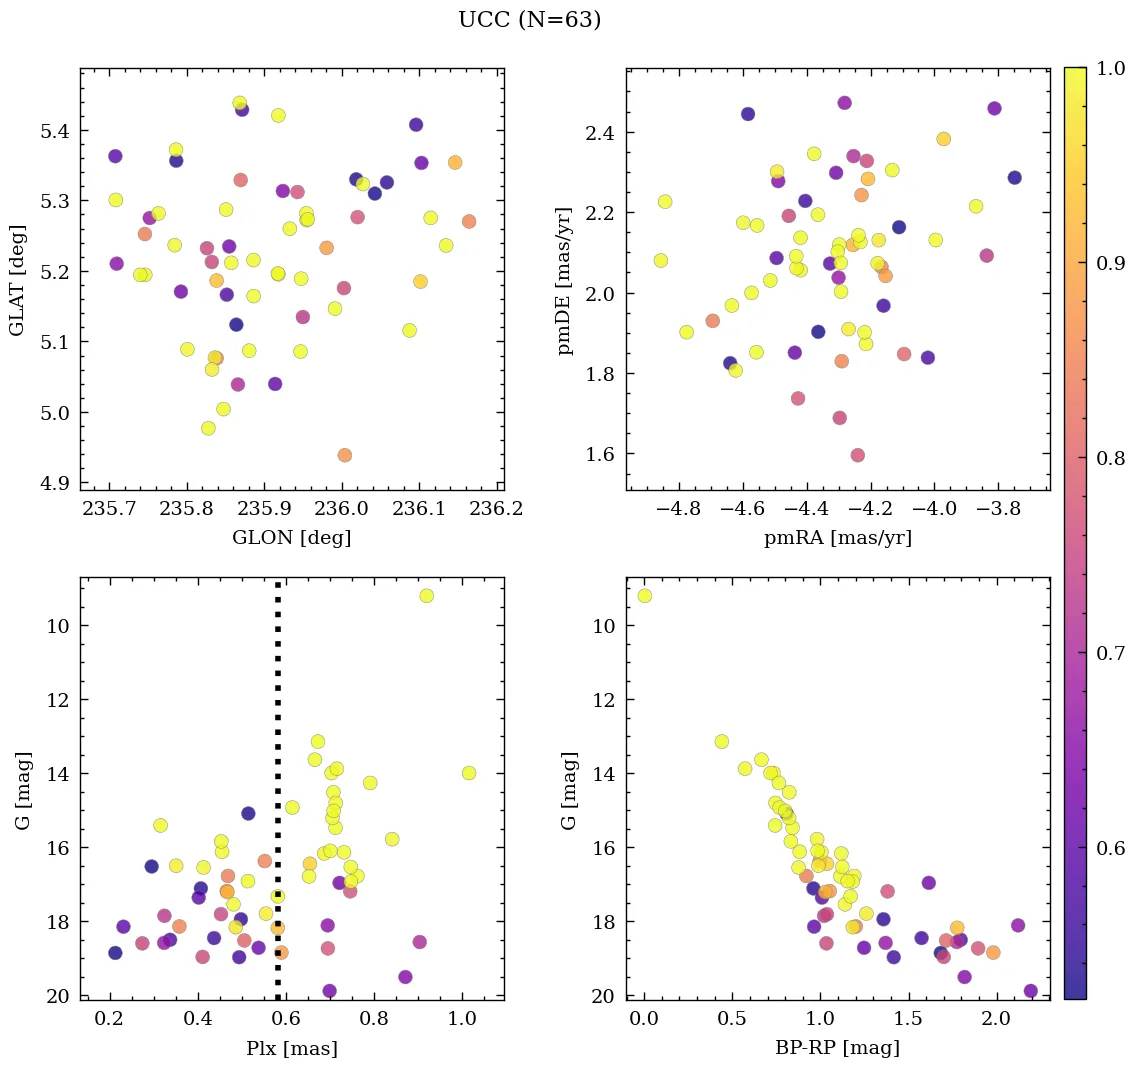 UCC (N=63)
5.4
5.3
5.2
5.1
5.0
4.9
GLAT [deg]
235.7 235.8 235.9 236.0 236.1 236.2
GLON [deg]
2.4
2.2
2.0
1.8
1.6
pmDE [mas/yr]
−4.8 −4.6 −4.4 −4.2 −4.0 −3.8
pmRA [mas/yr]
1.0
0.9
0.8
0.7
0.6
10
12
14
16
18
20
G [mag]
0.2 0.4 0.6 0.8 1.0
Plx [mas]
10
12
14
16
18
20
G [mag]
0.0 0.5 1.0 1.5 2.0
BP-RP [mag]